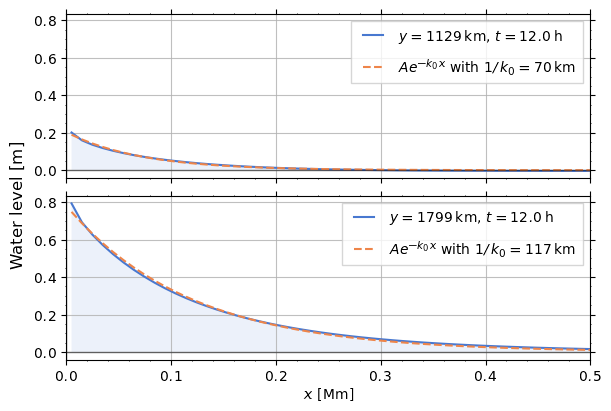 0.8
0.6
0.4
0.2
0.0
y = 1129 km, t = 12.0 h
Ae^{-k_0x} with 1/k_0 = 70 km
Water level [m]
0.8
0.6
0.4
0.2
0.0
y = 1799 km, t = 12.0 h
Ae^{-k_0x} with 1/k_0 = 117 km
0.0 0.1 0.2 0.3 0.4 0.5
x [Mm]